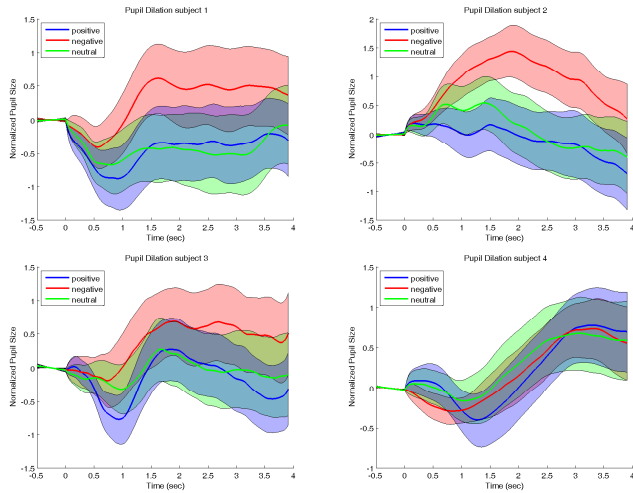 Pupil Dilation subject 1
positive
negative
neutral
Normalized Pupil Size
1.5
1
0.5
0
-0.5
-1
-1.5
-0.5 0 0.5 1 1.5 2 2.5 3 3.5 4
Time (sec)
Pupil Dilation subject 2
positive
negative
neutral
Normalized Pupil Size
2
1.5
1
0.5
0
-0.5
-1
-1.5
-0.5 0 0.5 1 1.5 2 2.5 3 3.5 4
Time (sec)
Pupil Dilation subject 3
positive
negative
neutral
Normalized Pupil Size
1.5
1
0.5
0
-0.5
-1
-1.5
-0.5 0 0.5 1 1.5 2 2.5 3 3.5 4
Time (sec)
Pupil Dilation subject 4
positive
negative
neutral
Normalized Pupil Size
1.5
1
0.5
0
-0.5
-1
-0.5 0 0.5 1 1.5 2 2.5 3 3.5 4
Time (sec)